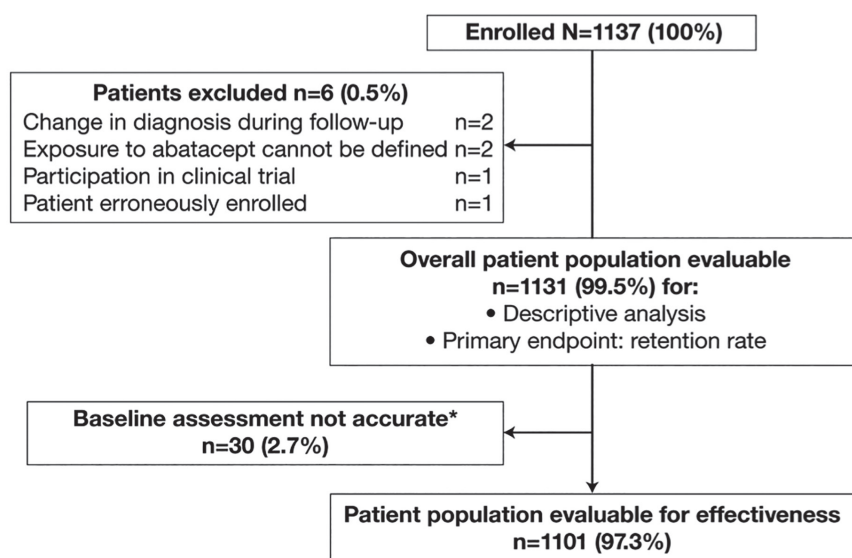 Enrolled N=1137 (100%)
Patients excluded n=6 (0.5%)
Change in diagnosis during follow-up n=2
Exposure to abatacept cannot be defined n=2
Participation in clinical trial n=1
Patient erroneously enrolled n=1
Overall patient population evaluable
n=1131 (99.5%) for:
• Descriptive analysis
• Primary endpoint: retention rate
Baseline assessment not accurate*
n=30 (2.7%)
Patient population evaluable for effectiveness
n=1101 (97.3%)